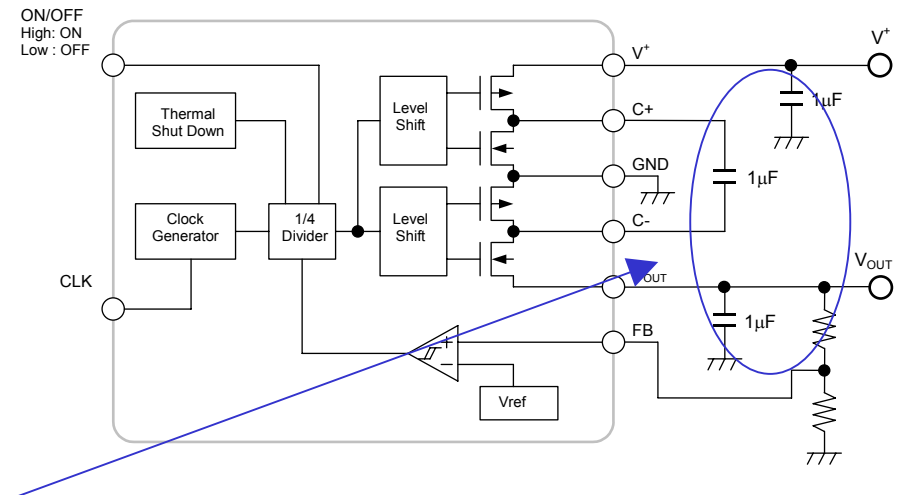 ON/OFF
High: ON
Low : OFF
V+
V+
1μF
Thermal
Shut Down
Level
Shift
C+
GND
1μF
Clock
Generator
1/4
Divider
Level
Shift
C-
CLK
OUT
VOUT
1μF
FB
+
−
Vref